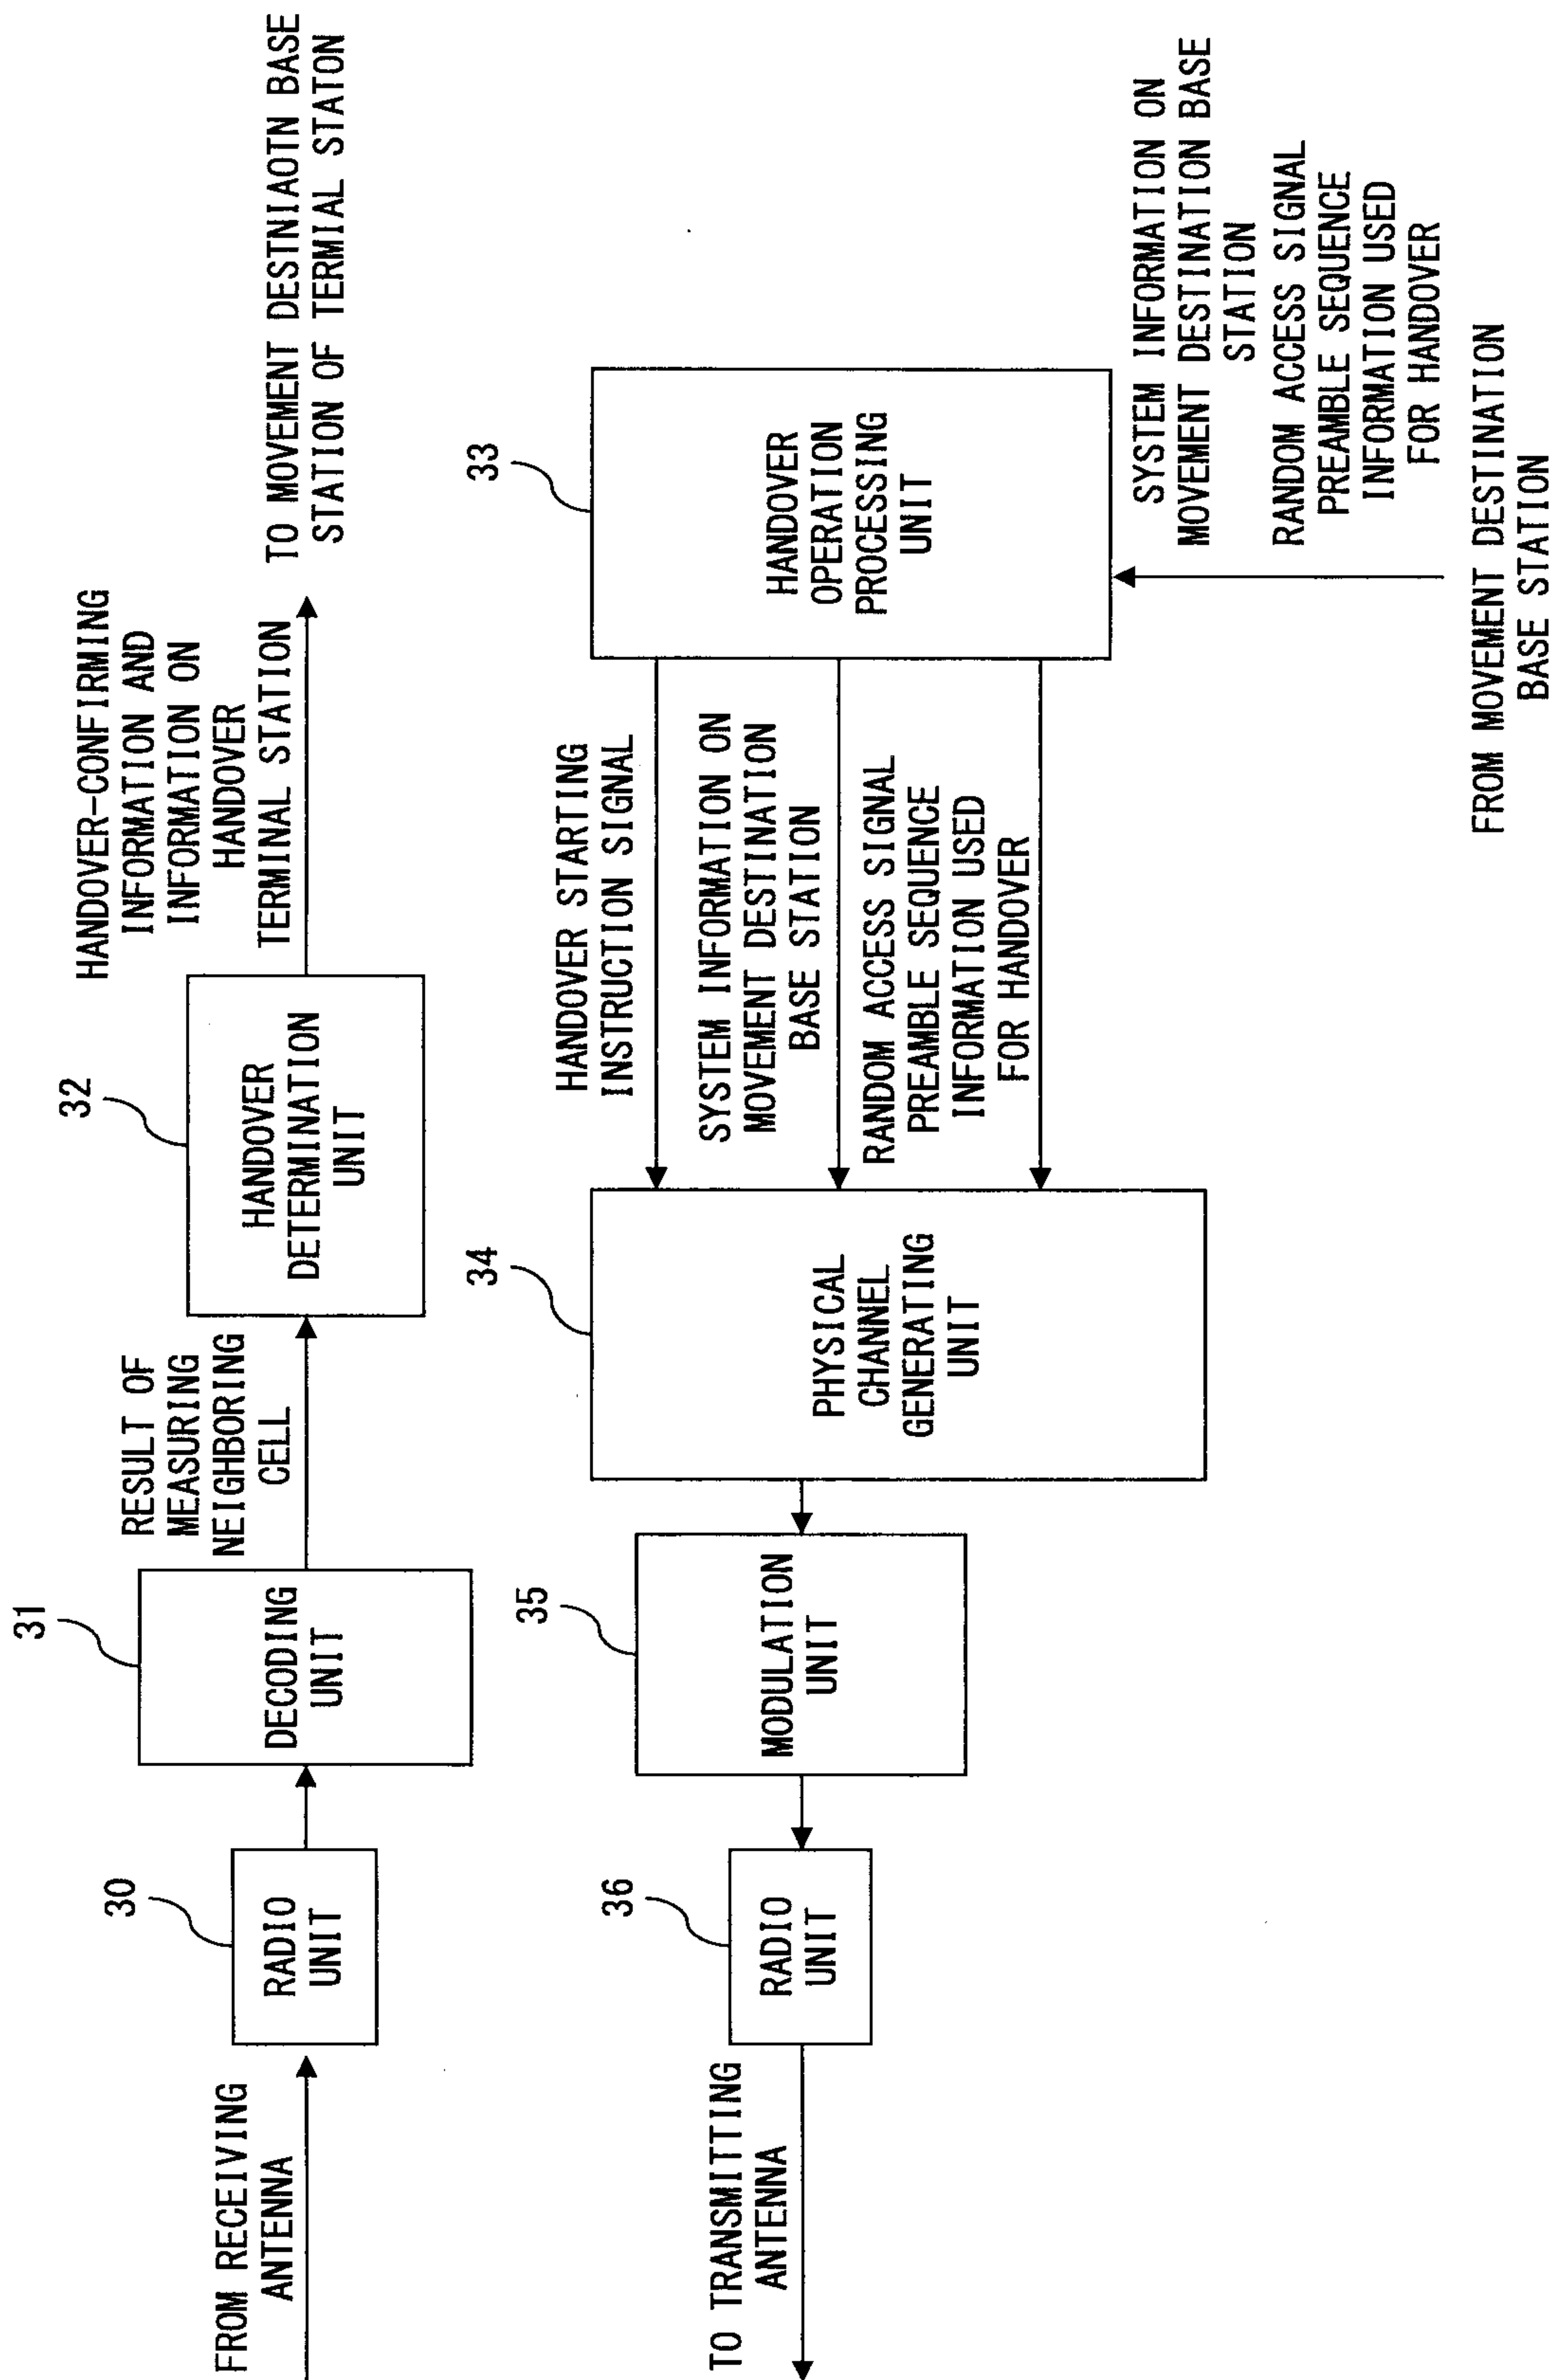 FROM RECEIVING
ANTENNA
30
RADIO
UNIT
31
DECODING
UNIT
RESULT OF
MEASURING
NEIGHBORING
CELL
32
HANDOVER
DETERMINATION
UNIT
HANDOVER-CONFIRMING
INFORMATION AND
INFORMATION ON
HANDOVER
TERMINAL STATION
TO MOVEMENT DESTNIAOTN BASE
STATION OF TERMIAL STATON
TO TRANSMITTING
ANTENNA
36
RADIO
UNIT
35
MODULATION
UNIT
34
PHYSICAL
CHANNEL
GENERATING
UNIT
HANDOVER STARTING
INSTRUCTION SIGNAL
SYSTEM INFORMATION ON
MOVEMENT DESTINATION
BASE STATION
RANDOM ACCESS SIGNAL
PREAMBLE SEQUENCE
INFORMATION USED
FOR HANDOVER
33
HANDOVER
OPERATION
PROCESSING
UNIT
SYSTEM INFORMATION ON
MOVEMENT DESTINATION BASE
STATION
RANDOM ACCESS SIGNAL
PREAMBLE SEQUENCE
INFORMATION USED
FOR HANDOVER
FROM MOVEMENT DESTINATION
BASE STATION